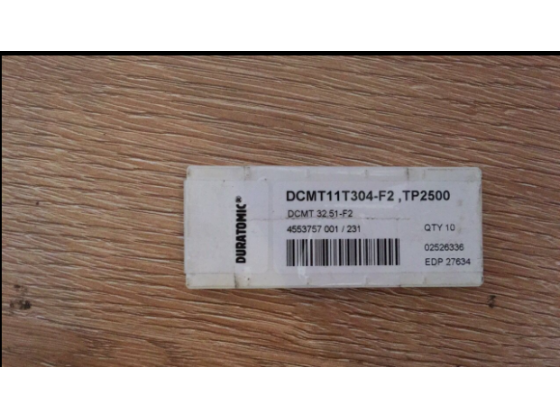 DURATOMIC®
DCMT11T304-F2 ,TP2500
DCMT 32.51-F2
4553757 001 / 231 QTY 10
02526336
EDP 27634